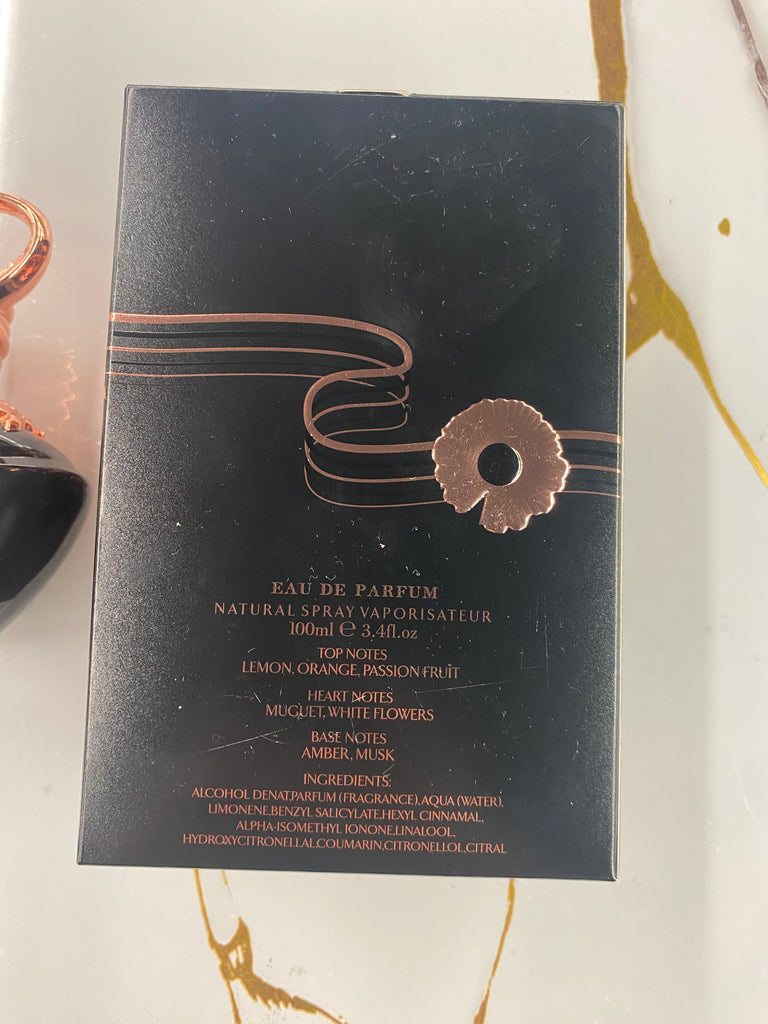 EAU DE PARFUM
NATURAL SPRAY VAPORISATEUR
100ml ℮ 3.4fl.oz
TOP NOTES
LEMON, ORANGE, PASSION FRUIT
HEART NOTES
MUGUET, WHITE FLOWERS
BASE NOTES
AMBER, MUSK
INGREDIENTS:
ALCOHOL DENAT,PARFUM (FRAGRANCE), AQUA (WATER),
LIMONENE,BENZYL SALICYLATE,HEXYL CINNAMAL,
ALPHA-ISOMETHYL IONONE,LINALOOL,
HYDROXYCITRONELLAL,COUMARIN,CITRONELLOL,CITRAL